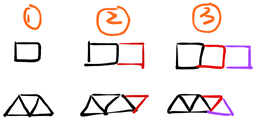 ① ② ③